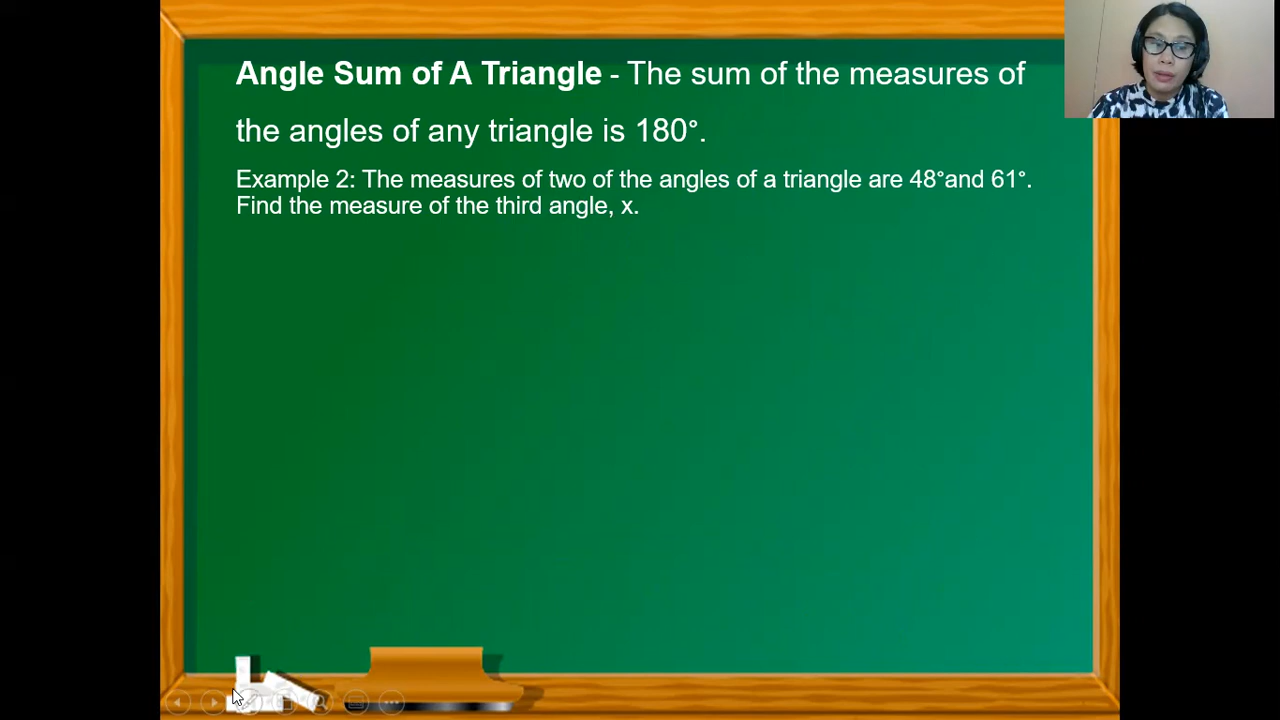 Angle Sum of A Triangle - The sum of the measures of
the angles of any triangle is 180°.
Example 2: The measures of two of the angles of a triangle are 48°and 61°.
Find the measure of the third angle, x.